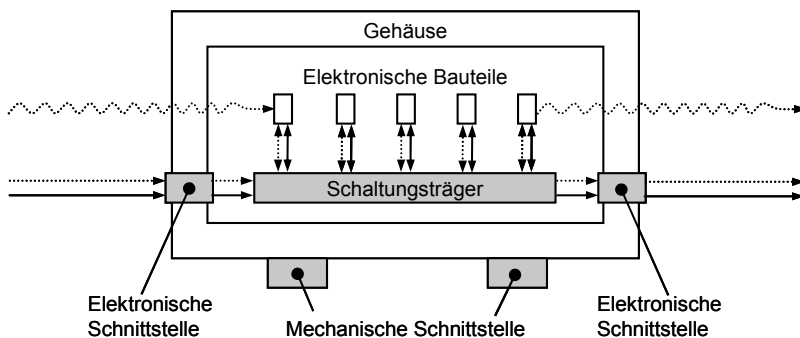 Gehäuse
Elektronische Bauteile
Schaltungsträger
Elektronische
Schnittstelle
Mechanische Schnittstelle
Elektronische
Schnittstelle